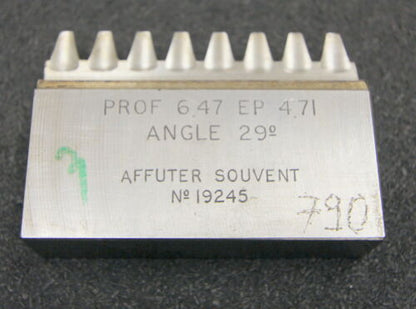 PROF 6.47 EP 4.71
ANGLE 29º
AFFUTER SOUVENT
Nº 19245
790